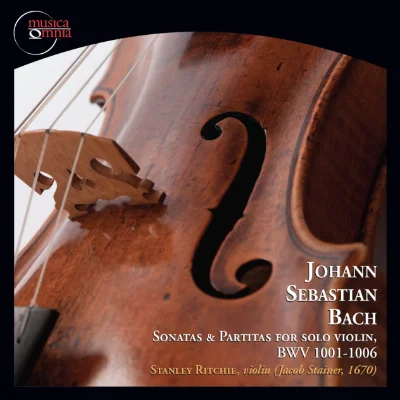 musica
Omnia
Johann
Sebastian
Bach
Sonatas & Partitas for solo violin,
BWV 1001-1006
Stanley Ritchie, violin (Jacob Stainer, 1670)